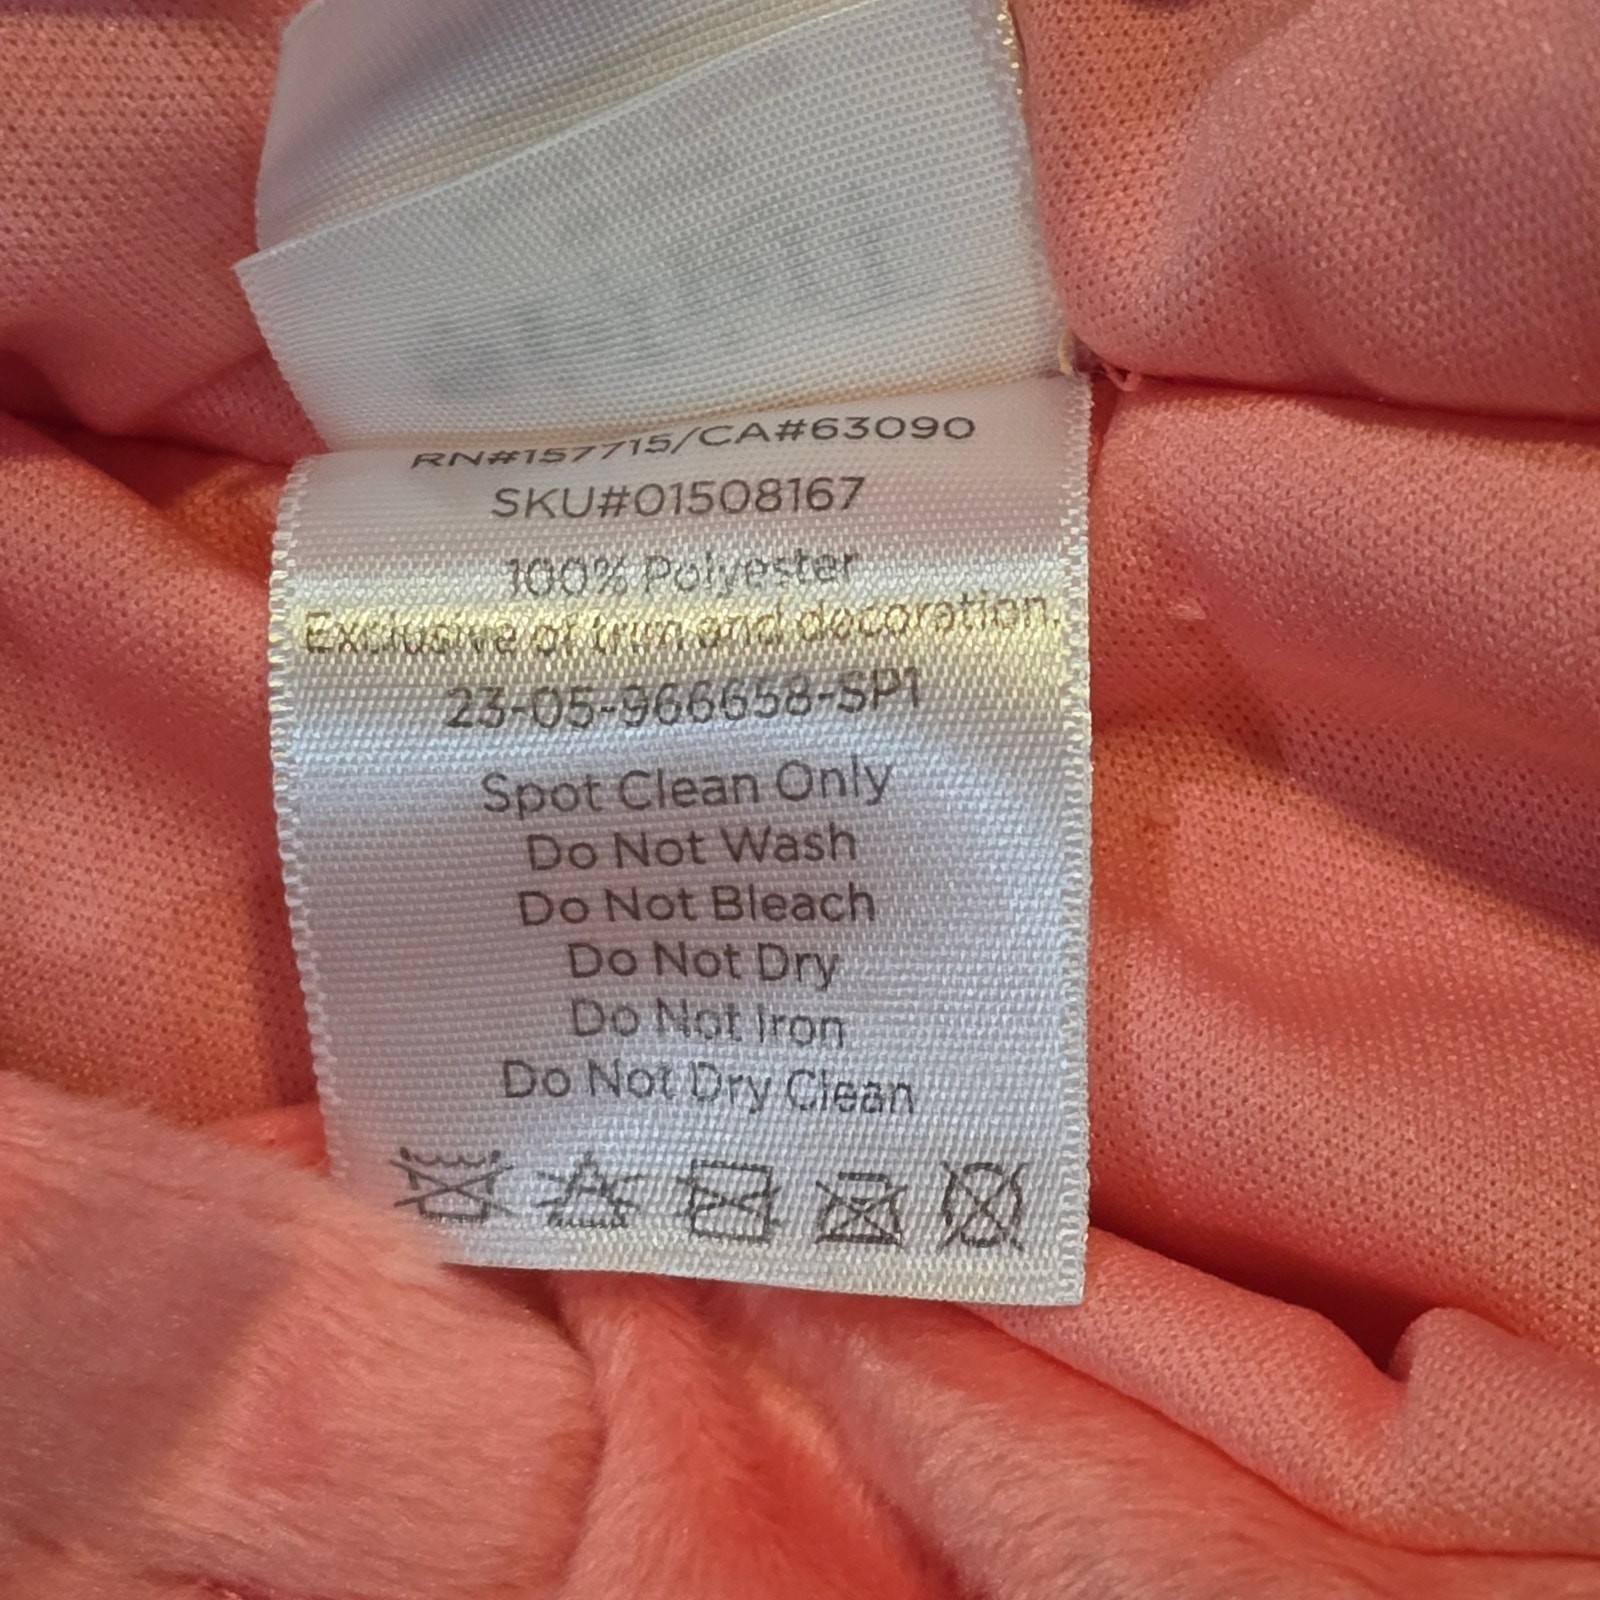 RN#157715/CA#63090
SKU#01508167
100% Polyester
Exclusive of trim and decoration.
23-05-966658-SP1
Spot Clean Only
Do Not Wash
Do Not Bleach
Do Not Dry
Do Not Iron
Do Not Dry Clean